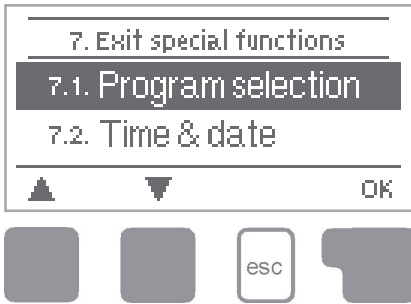 7. Exit special functions
7.1. Program selection
7.2. Time & date
OK
esc